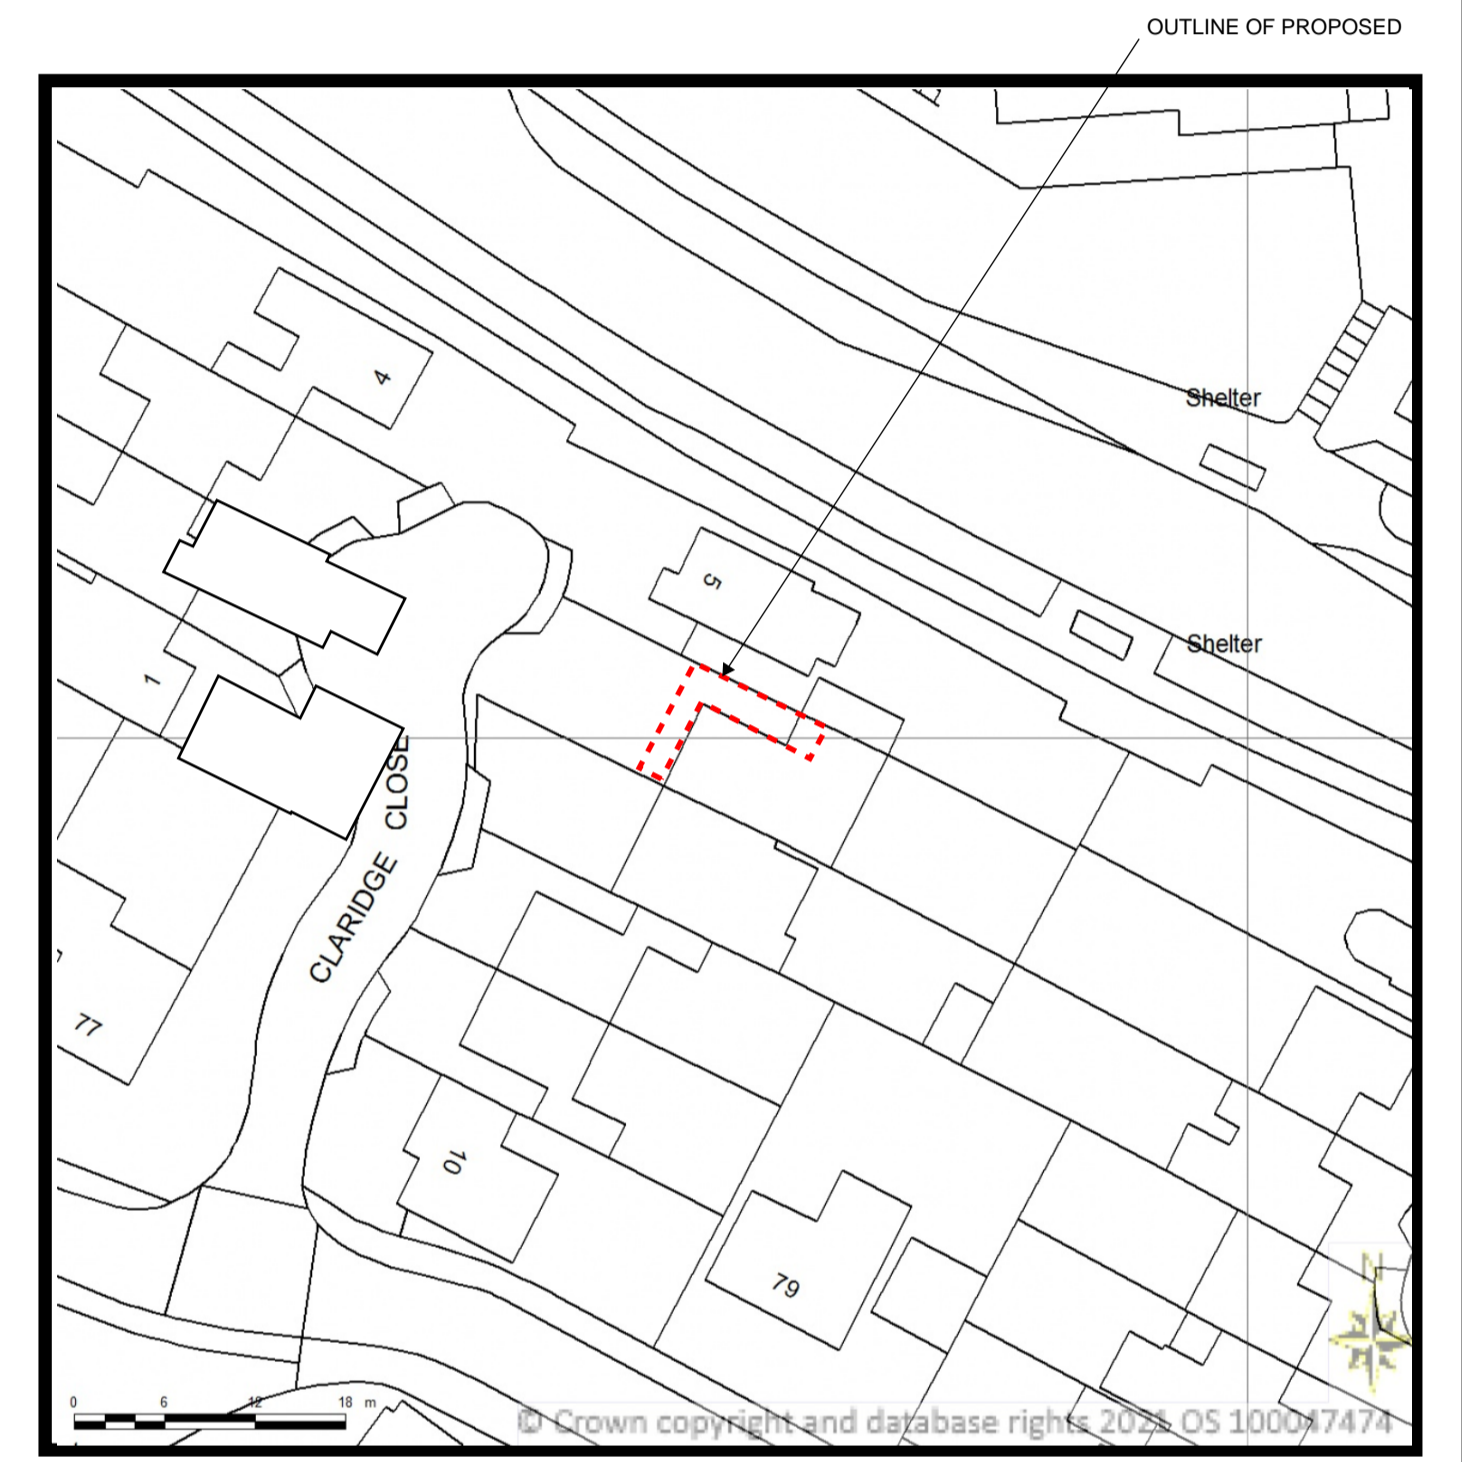 OUTLINE OF PROPOSED
4
Shelter
5
Shelter
1
CLARIDGE CLOSE
77
10
79
N
0 6 12 18 m
© Crown copyright and database rights 2021 OS 100047474